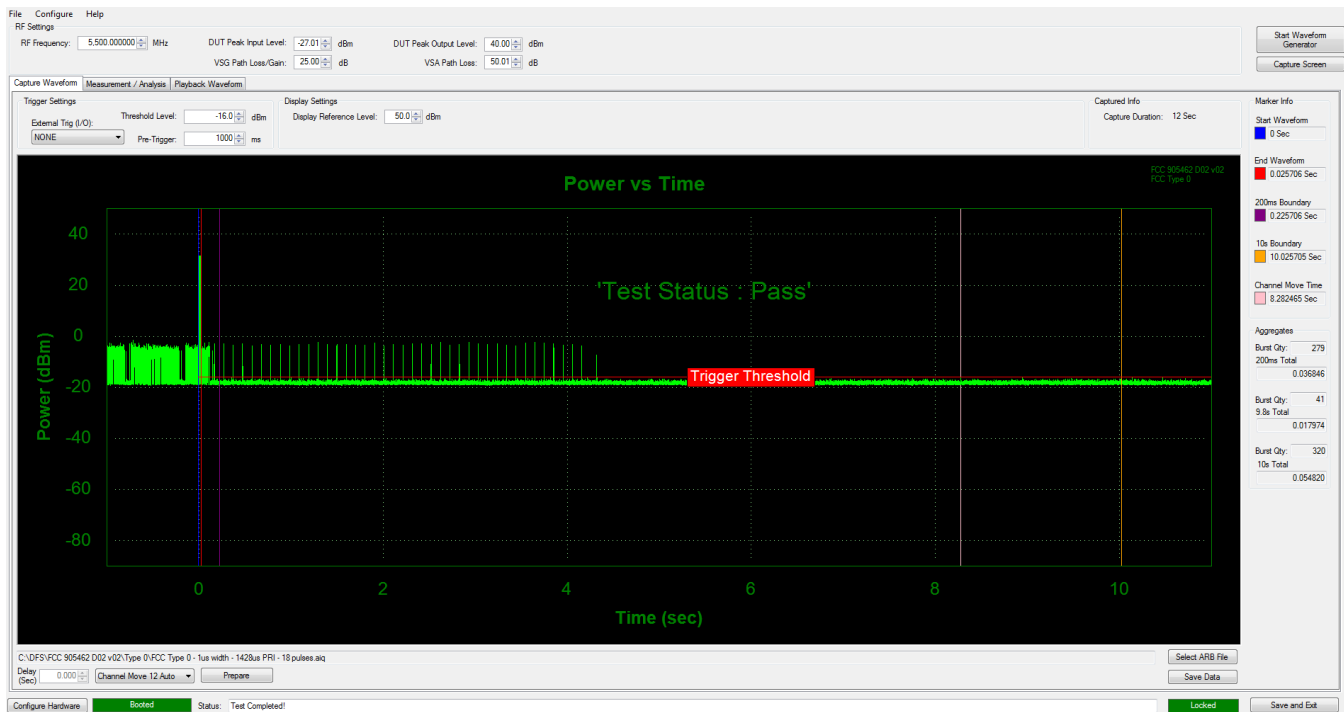 File Configure Help
RF Settings
RF Frequency: 5,500.000000 MHz DUT Peak Input Level: -27.01 dBm DUT Peak Output Level: 40.00 dBm
VSG Path Loss/Gain: 25.00 dB VSA Path Loss: 50.01 dB
Start Waveform
Generator
Capture Screen
Capture Waveform Measurement / Analysis Playback Waveform
Trigger Settings
External Trig (I/O):
NONE
Threshold Level: -16.0 dBm
Pre-Trigger: 1000 ms
Display Settings
Display Reference Level: 50.0 dBm
Captured Info
Capture Duration: 12 Sec
Power vs Time
FCC 905462 D02 v02
FCC Type 0
'Test Status : Pass'
Trigger Threshold
Power (dBm)
40
20
0
-20
-40
-60
-80
0 2 4 6 8 10
Time (sec)
Marker Info
Start Waveform
0 Sec
End Waveform
0.025706 Sec
200ms Boundary
0.225706 Sec
10s Boundary
10.025705 Sec
Channel Move Time
8.282465 Sec
Aggregates
Burst Qty: 279
200ms Total
0.036846
Burst Qty: 41
9.8s Total
0.017974
Burst Qty: 320
10s Total
0.054820
C:\DFS\FCC 905462 D02 v02\Type 0\FCC Type 0 - 1us width - 1428us PRI - 18 pulses.aiq
Select ARB File
Delay
(Sec) 0.000 Channel Move 12 Auto Prepare
Save Data
Configure Hardware Booted Status: Test Completed! Locked Save and Exit